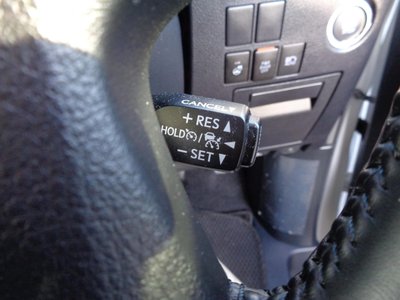 CANCEL
+ RES
HOLD /
- SET